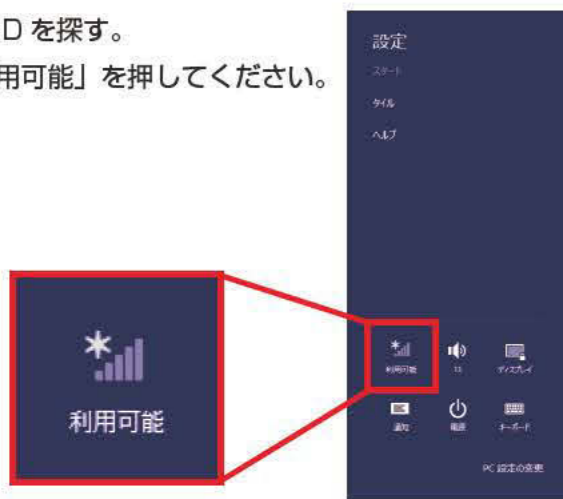 D を探す。
用可能」を押してください。
設定
スタート
タイル
ヘルプ
利用可能
利用可能
11
ディスプレイ
通知
電源
キーボード
PC 設定の変更